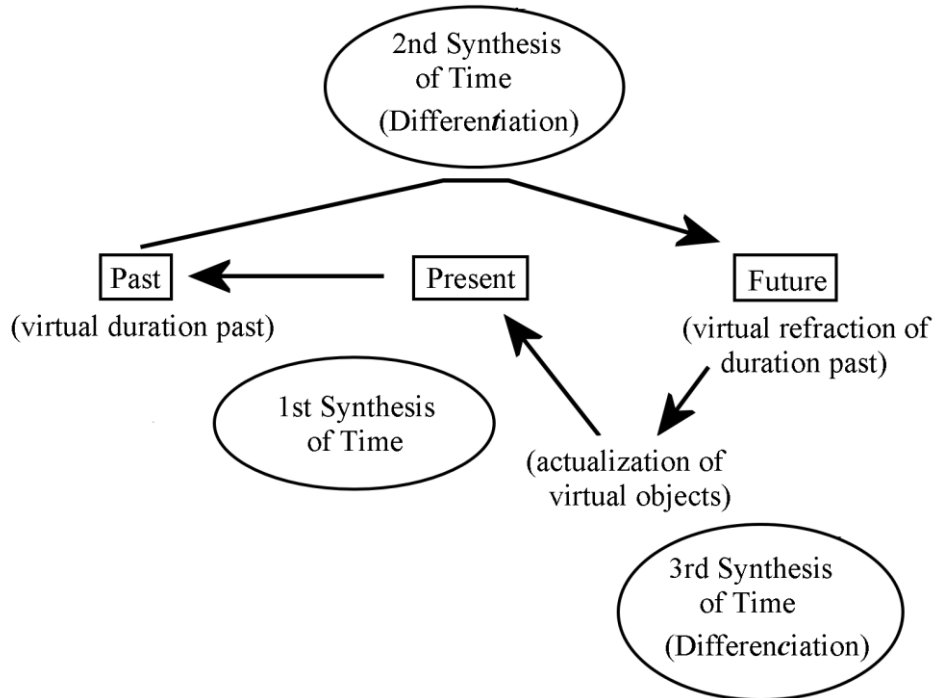 2nd Synthesis
of Time
(Differentiation)
Past
Present
Future
(virtual duration past)
(virtual refraction of
duration past)
1st Synthesis
of Time
(actualization of
virtual objects)
3rd Synthesis
of Time
(Differenciation)